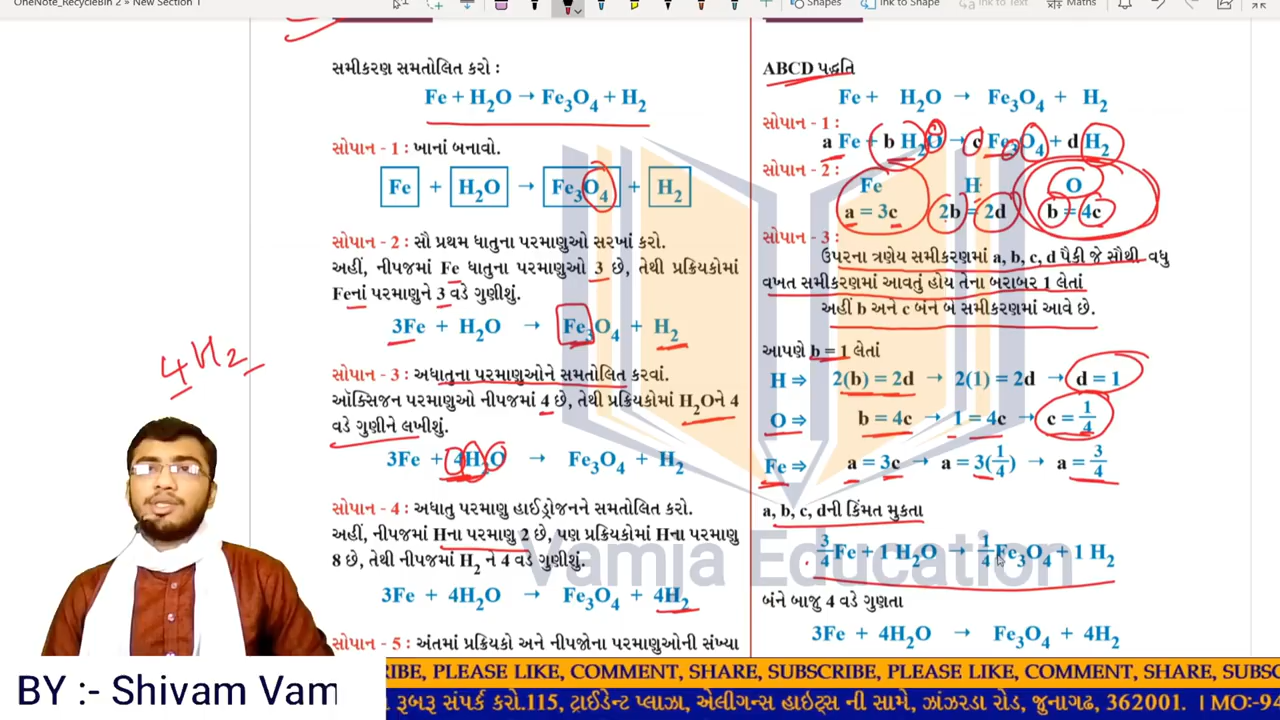 OneNote_RecycleBin 2 » New Section 1
Shapes
Ink to Shape
Ink to Text
Maths
સમીકરણ સમતોલિત કરો :
Fe + H₂O → Fe₃O₄ + H₂
સોપાન - 1 : ખાનાં બનાવો.
Fe + H₂O → Fe₃O₄ + H₂
સોપાન - 2 : સૌ પ્રથમ ધાતુના પરમાણુઓ સરખાં કરો.
અહીં, નીપજમાં Fe ધાતુના પરમાણુઓ 3 છે, તેથી પ્રક્રિયકોમાં
Feનાં પરમાણુને 3 વડે ગુણીશું.
3Fe + H₂O → Fe₃O₄ + H₂
4H₂
સોપાન - 3 : અધાતુના પરમાણુઓને સમતોલિત કરવાં.
ઑક્સિજન પરમાણુઓ નીપજમાં 4 છે, તેથી પ્રક્રિયકોમાં H₂Oને 4
વડે ગુણીને લખીશું.
3Fe + 4H₂O → Fe₃O₄ + H₂
સોપાન - 4 : અધાતુ પરમાણુ હાઈડ્રોજનને સમતોલિત કરો.
અહીં, નીપજમાં Hના પરમાણુ 2 છે, પણ પ્રક્રિયકોમાં Hના પરમાણુ
8 છે, તેથી નીપજમાં H₂ ને 4 વડે ગુણીશું.
3Fe + 4H₂O → Fe₃O₄ + 4H₂
સોપાન - 5 : અંતમાં પ્રક્રિયકો અને નીપજોના પરમાણુઓની સંખ્યા
ABCD પદ્ધતિ
Fe + H₂O → Fe₃O₄ + H₂
સોપાન - 1 :
a Fe + b H₂O → c Fe₃O₄ + d H₂
સોપાન - 2 :
Fe H O
a = 3c 2b = 2d b = 4c
સોપાન - 3
ઉપરના ત્રણેય સમીકરણમાં a, b, c, d પૈકી જે સૌથી વધુ
વખત સમીકરણમાં આવતું હોય તેના બરાબર 1 લેતાં
અહીં b અને c બંને બે સમીકરણમાં આવે છે.
આપણે b = 1 લેતાં
H ⇒ 2(b) = 2d → 2(1) = 2d → d = 1
O ⇒ b = 4c → 1 = 4c → c = 1/4
Fe ⇒ a = 3c → a = 3(1/4) → a = 3/4
a, b, c, dની કિંમત મુકતા
3/4 Fe + 1 H₂O → 1/4 Fe₃O₄ + 1 H₂
બંને બાજુ 4 વડે ગુણતા
3Fe + 4H₂O → Fe₃O₄ + 4H₂
Vamja Education
BY :- Shivam Vam
RIBE, PLEASE LIKE, COMMENT, SHARE, SUBSCRIBE, PLEASE LIKE, COMMENT, SHARE, SUBSC
રૂબરૂ સંપર્ક કરો.115, ટ્રાઈડેન્ટ પ્લાઝા, એલીગન્સ હાઇટ્સ ની સામે, ઝાંઝરડા રોડ, જુનાગઢ, 362001. | MO:-94